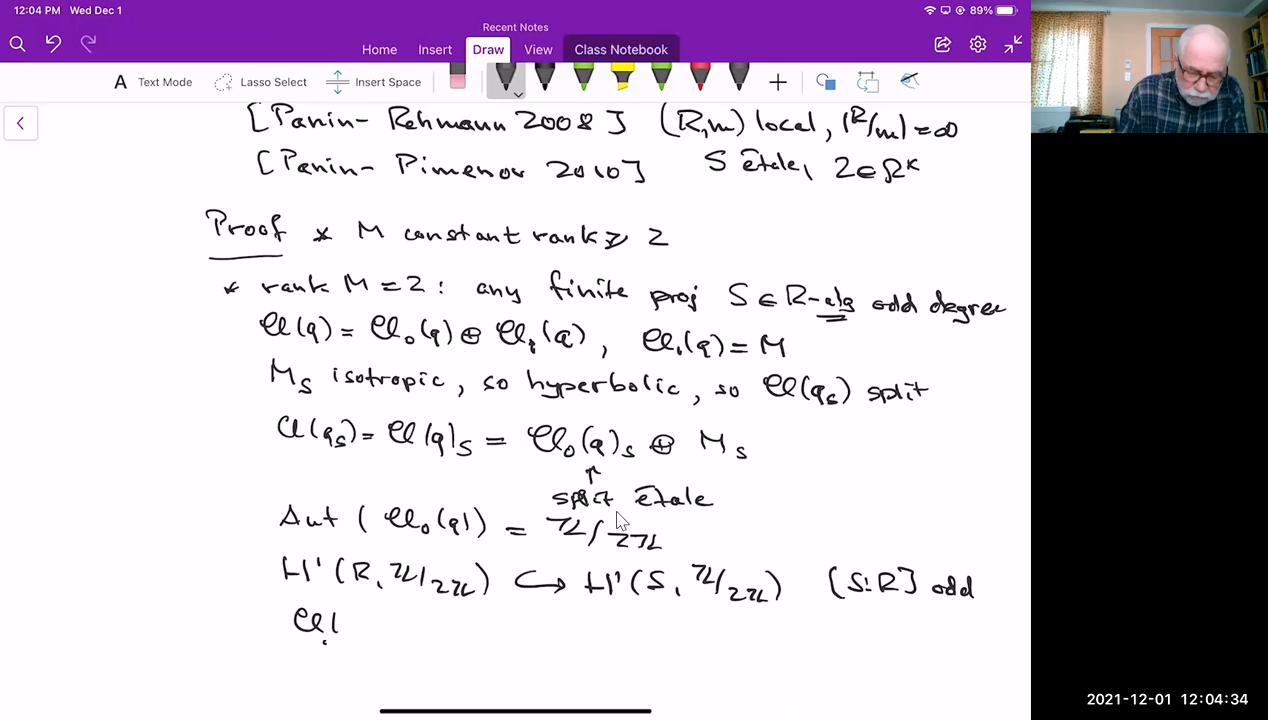 12:04 PM Wed Dec 1
89%
Recent Notes
Home Insert Draw View Class Notebook
Text Mode Lasso Select Insert Space
[Panin-Rehmann 2008] (R,m) local, |R/m|=∞
[Panin-Pimenov 2010] S étale, 2∈R^×
Proof * M constant rank ≥ 2
* rank M = 2: any finite proj S ∈ R-alg odd degree
Cl(q) = Cl₀(q) ⊕ Cl₁(q), Cl₁(q) = M
M_S isotropic, so hyperbolic, so Cl(q_S) split
Cl(q_S) = Cl(q)_S = Cl₀(q)_S ⊕ M_S
↑
split étale
Aut(Cl₀(q)) = ℤ/2ℤ
H¹(R, ℤ/2ℤ) ↪ H¹(S, ℤ/2ℤ) [S:R] odd
Cl(
2021-12-01 12:04:34